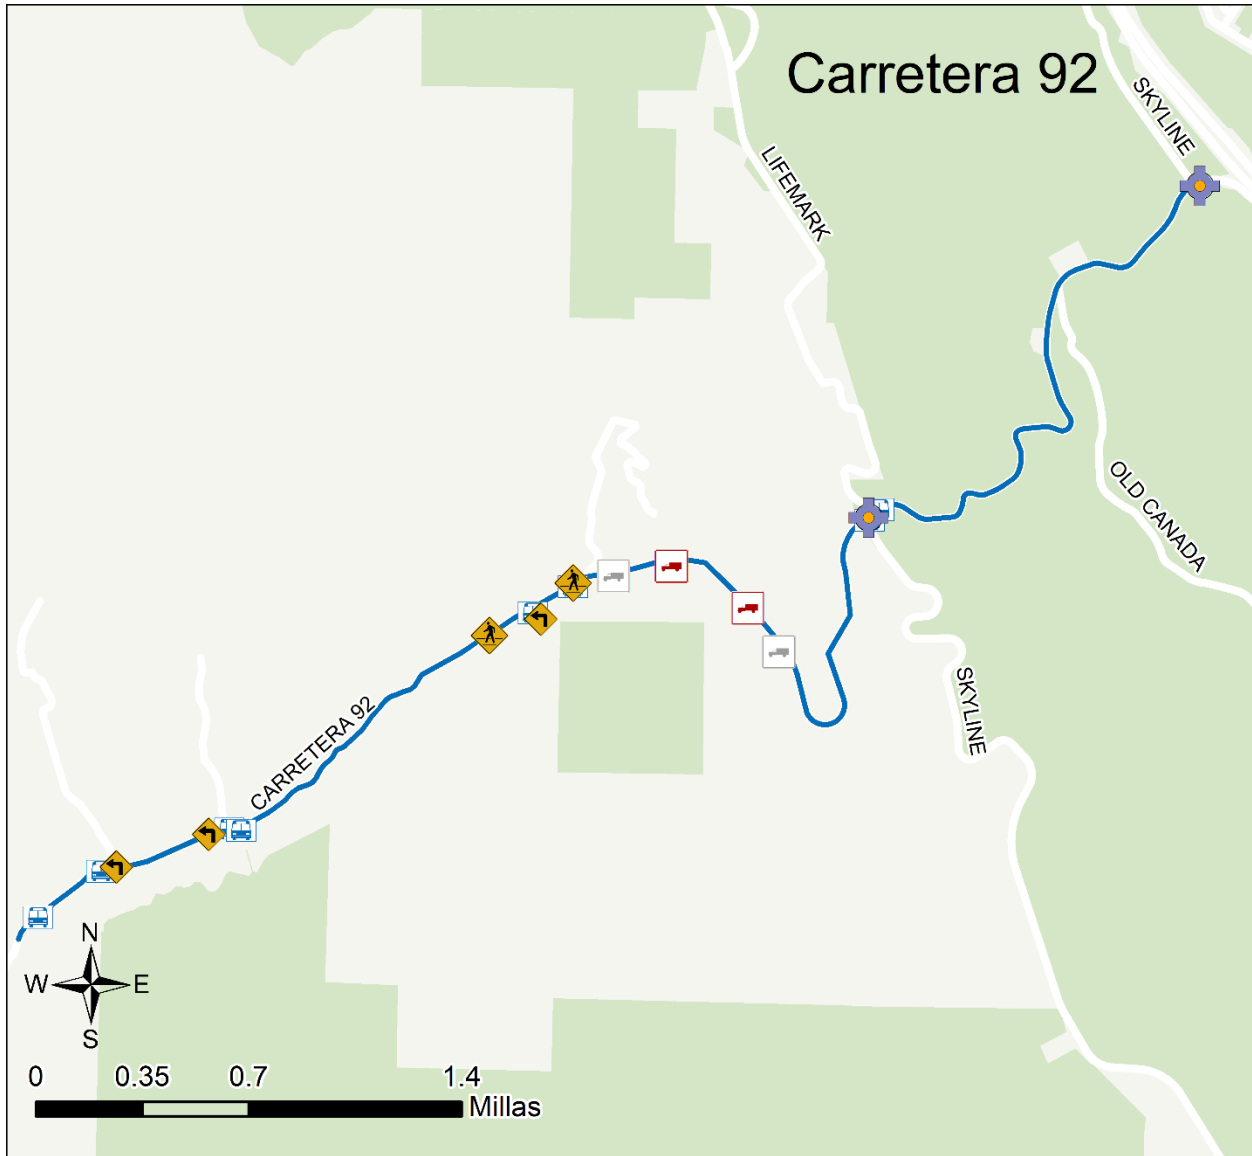 Carretera 92
SKYLINE
LIFEMARK
OLD CANADA
SKYLINE
CARRETERA 92
N
W E
S
0 0.35 0.7 1.4
Millas